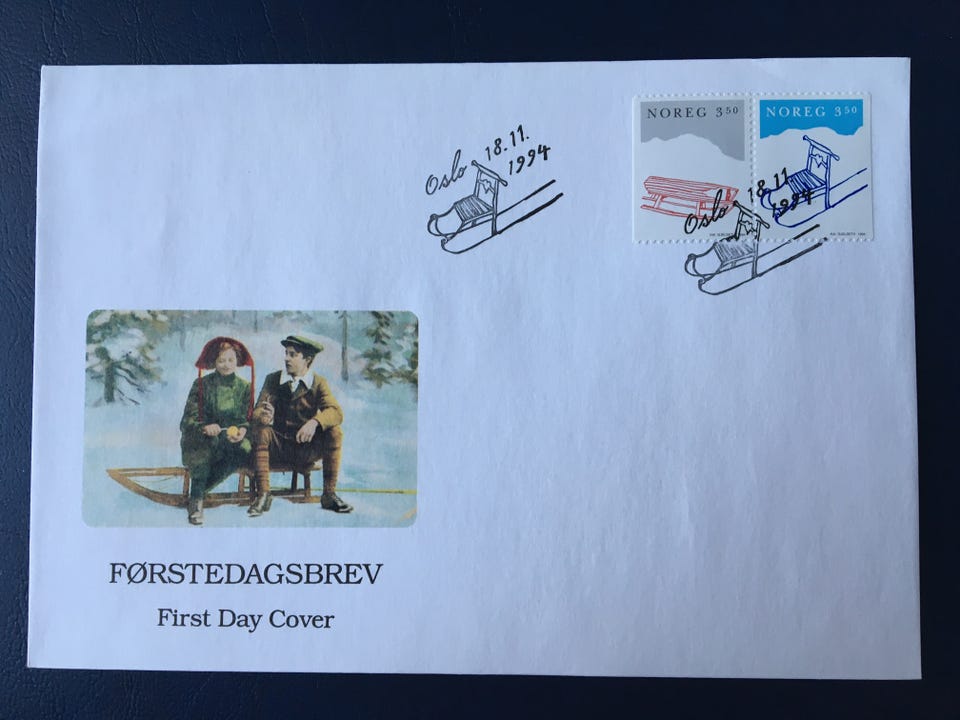 Oslo 18.11.
1994
NOREG 3 50
NOREG 3 50
Oslo 18.11
1994
FØRSTEDAGSBREV
First Day Cover